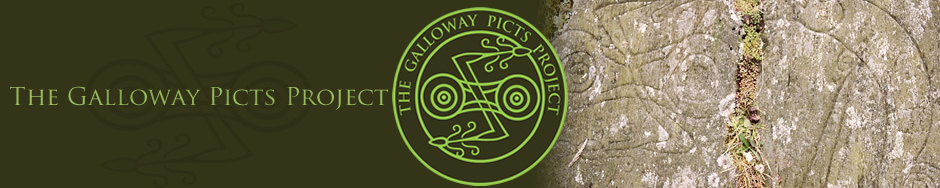 The Galloway Picts Project
THE GALLOWAY PICTS PROJECT